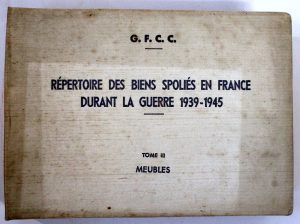 G. F. C. C.
RÉPERTOIRE DES BIENS SPOLIÉS EN FRANCE
DURANT LA GUERRE 1939-1945
TOME III
MEUBLES